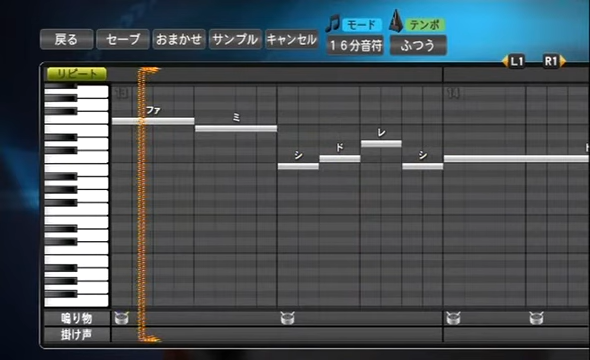 モード
テンポ
戻る
セーブ
おまかせ
サンプル
キャンセル
16分音符
ふつう
L1
R1
リピート
13
14
ファ
ミ
レ
シ
ド
シ
鳴り物
掛け声